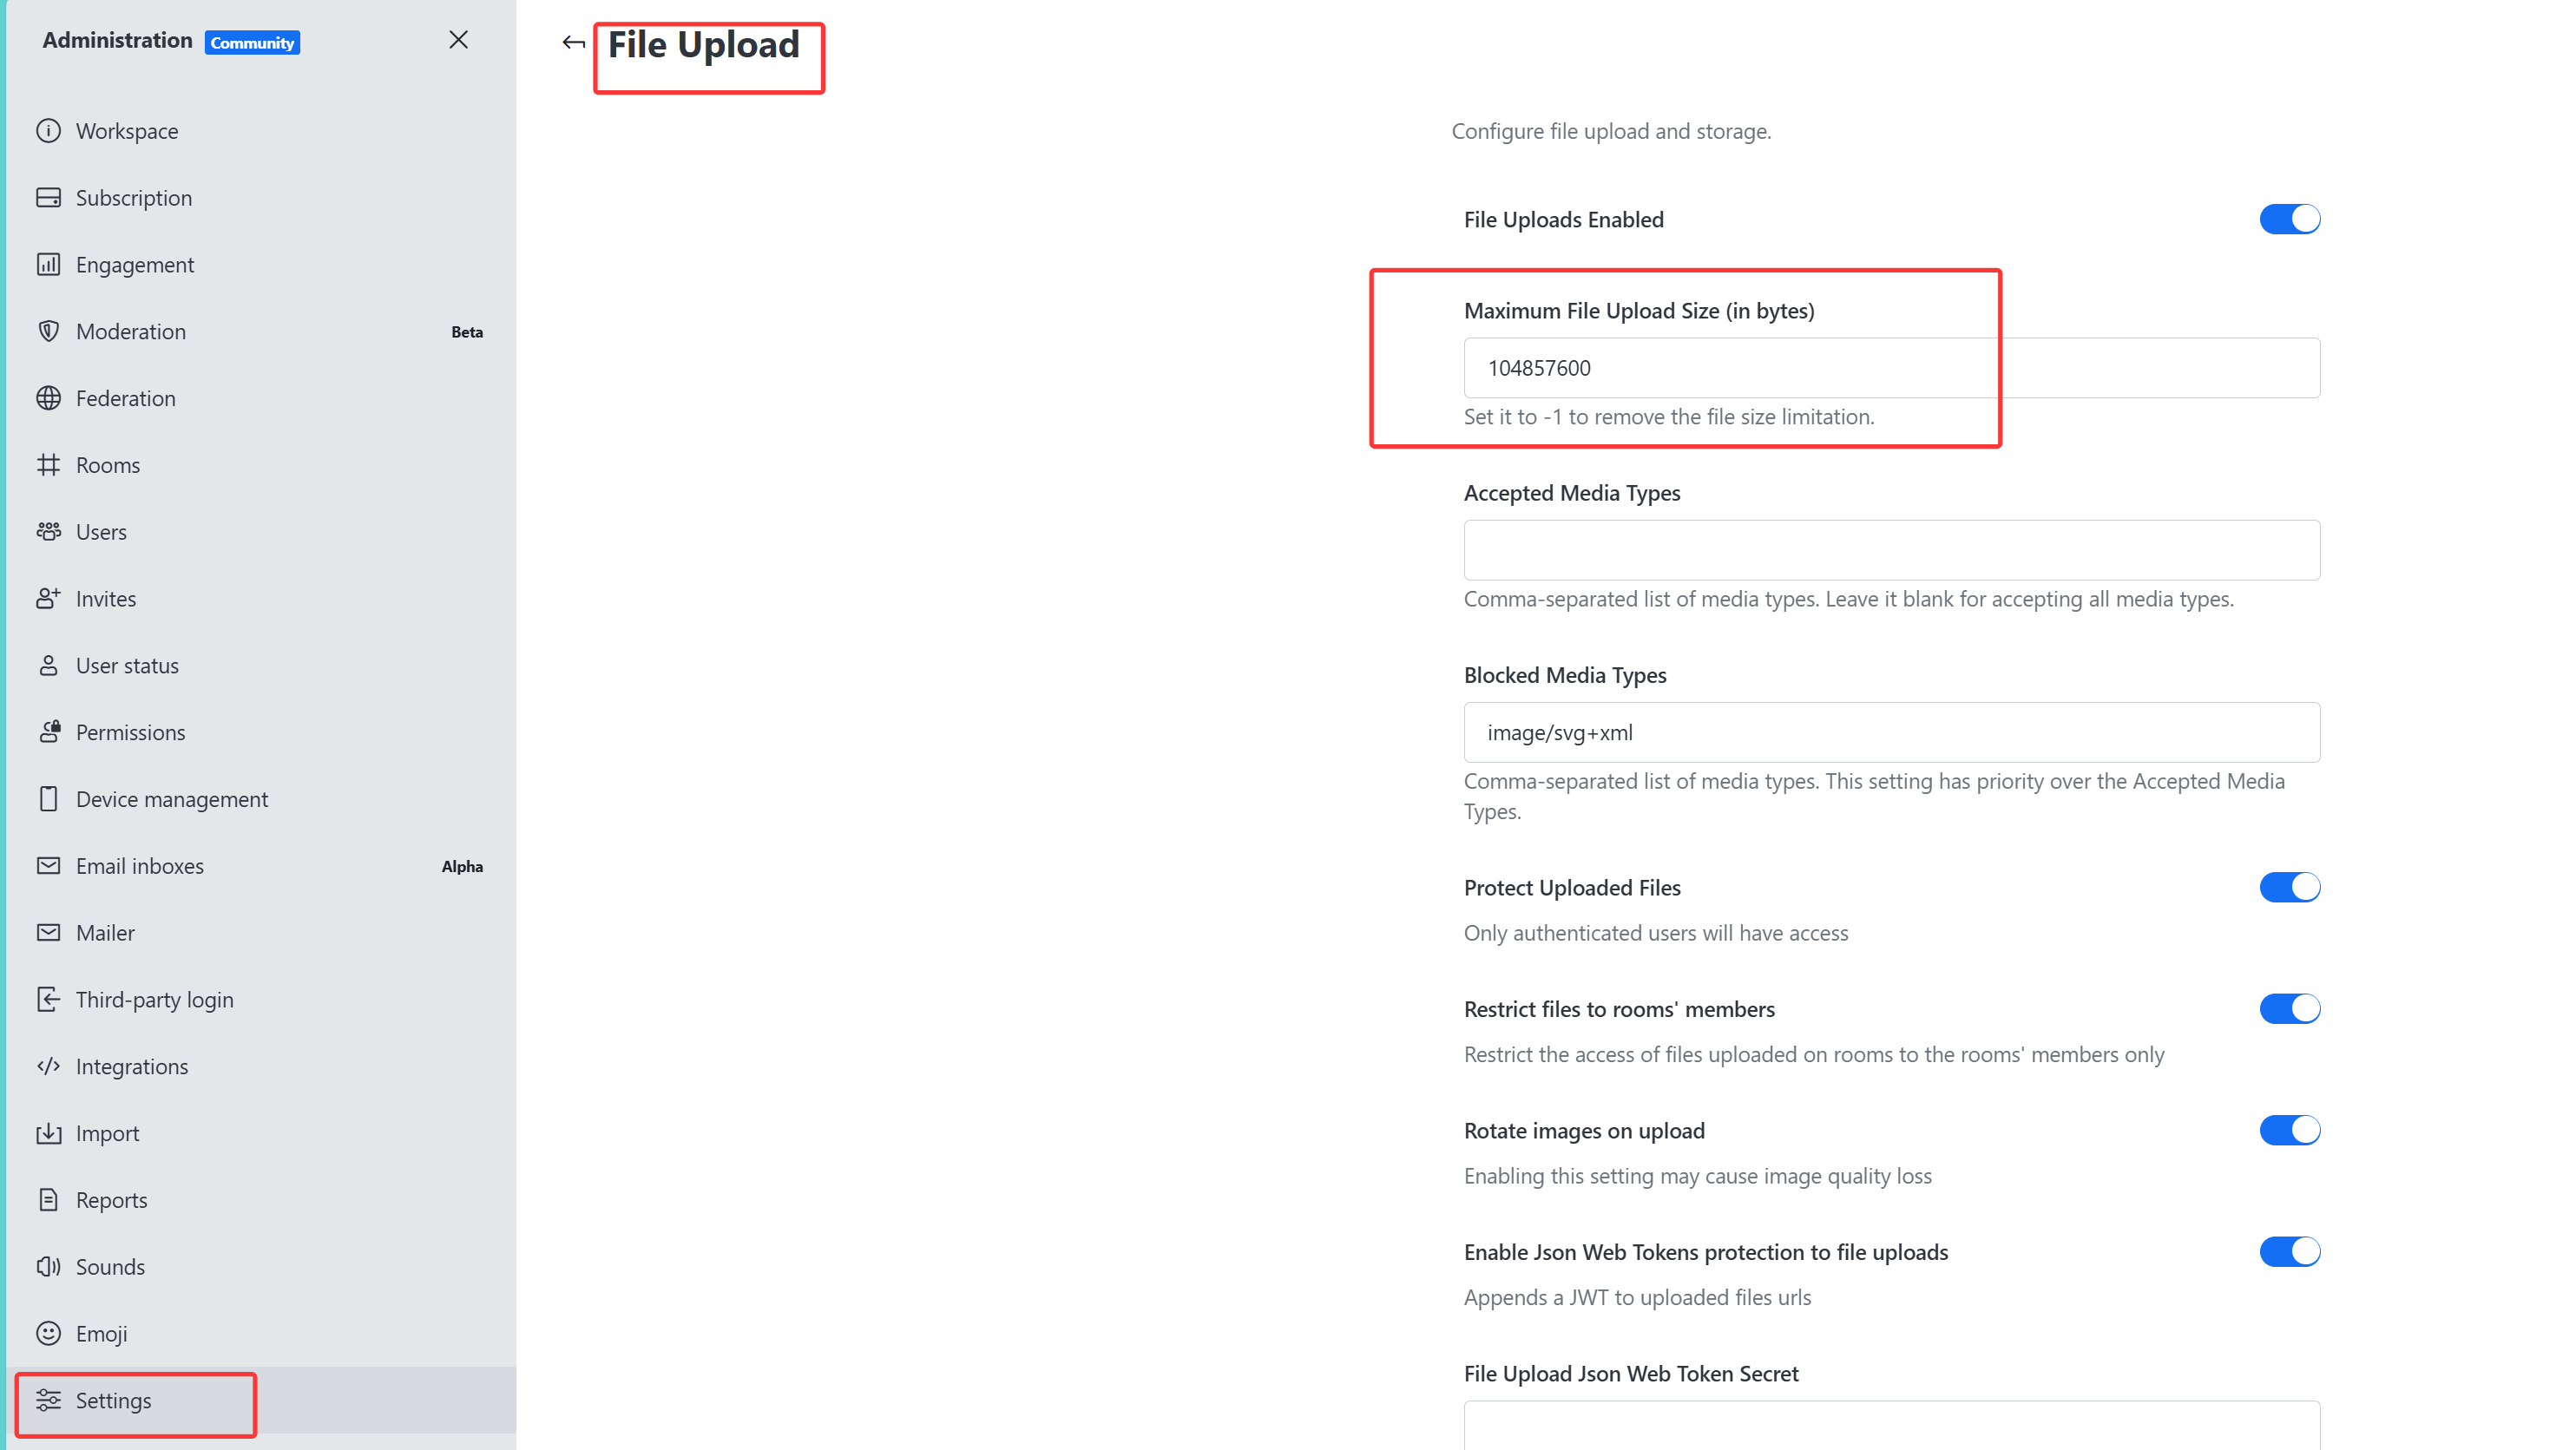 Administration Community
Workspace
Subscription
Engagement
Moderation Beta
Federation
Rooms
Users
Invites
User status
Permissions
Device management
Email inboxes Alpha
Mailer
Third-party login
Integrations
Import
Reports
Sounds
Emoji
Settings
File Upload
Configure file upload and storage.
File Uploads Enabled
Maximum File Upload Size (in bytes)
104857600
Set it to -1 to remove the file size limitation.
Accepted Media Types
Comma-separated list of media types. Leave it blank for accepting all media types.
Blocked Media Types
image/svg+xml
Comma-separated list of media types. This setting has priority over the Accepted Media
Types.
Protect Uploaded Files
Only authenticated users will have access
Restrict files to rooms' members
Restrict the access of files uploaded on rooms to the rooms' members only
Rotate images on upload
Enabling this setting may cause image quality loss
Enable Json Web Tokens protection to file uploads
Appends a JWT to uploaded files urls
File Upload Json Web Token Secret